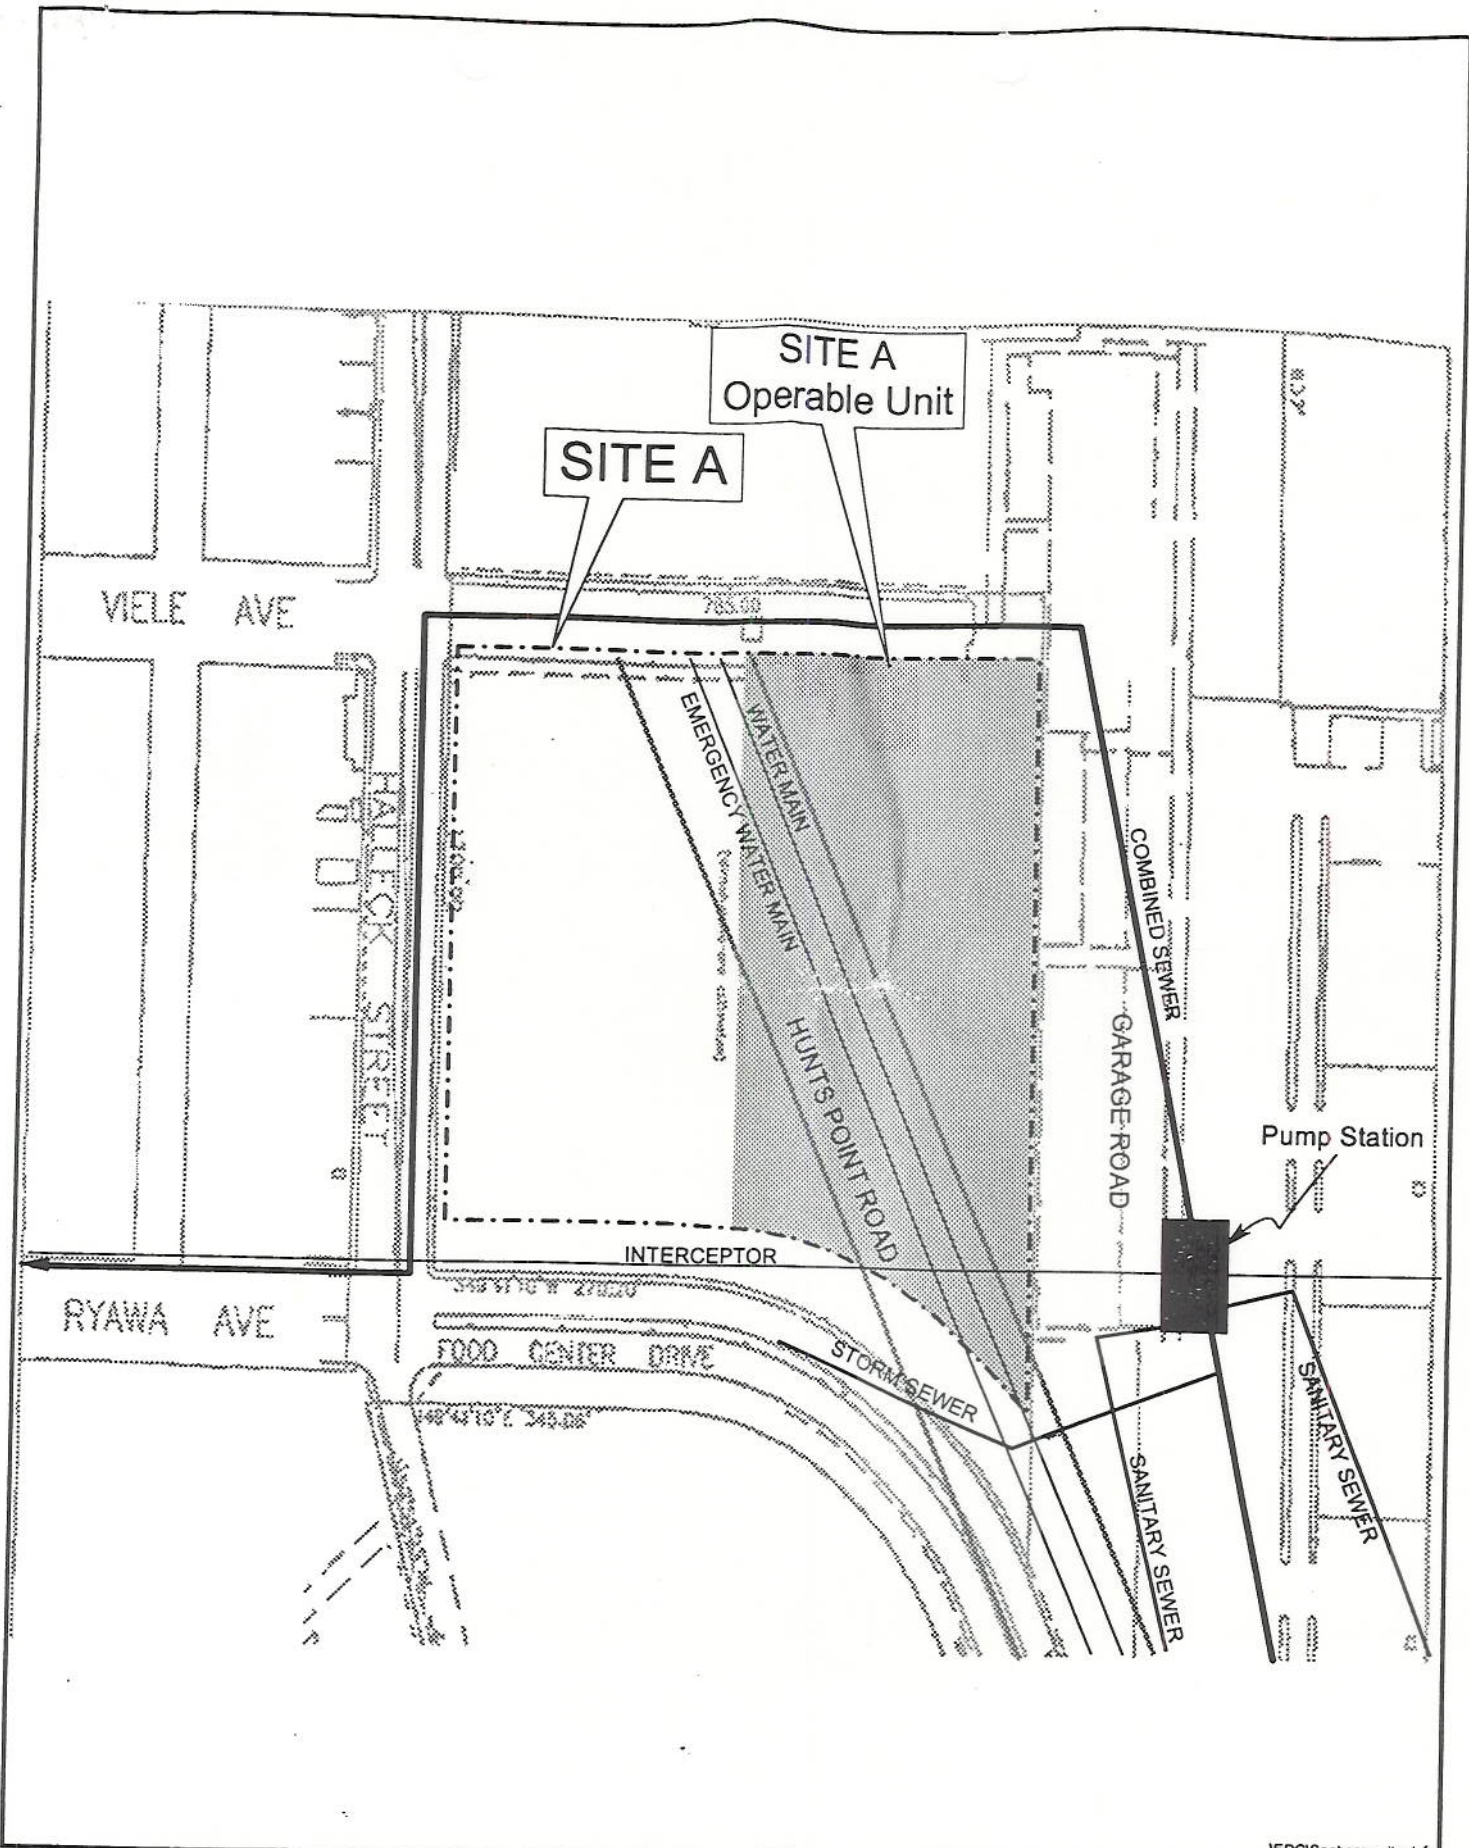 SITE A
Operable Unit
SITE A
VIELE AVE
785.00
WATER MAIN
EMERGENCY WATER MAIN
HALLECK STREET
COMBINED SEWER
HUNTS POINT ROAD
GARAGE ROAD
Pump Station
INTERCEPTOR
RYAWA AVE
FOOD CENTER DRIVE
STORM SEWER
SANITARY SEWER
SANITARY SEWER